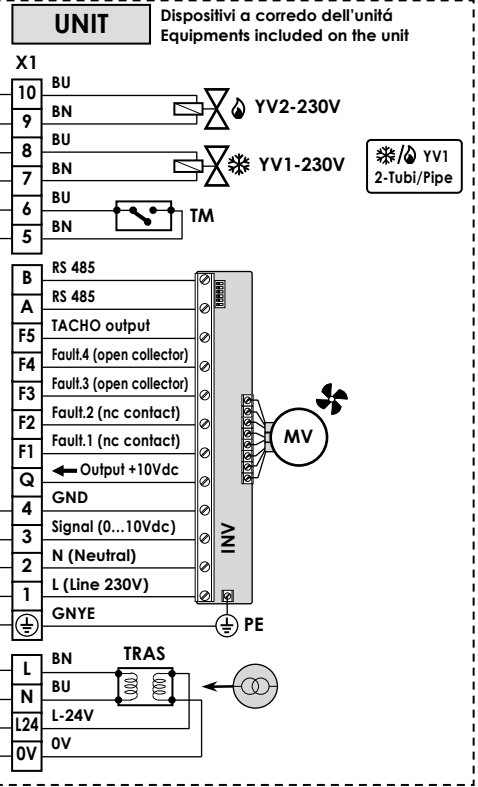 UNIT
Dispositivi a corredo dell'unitá
Equipments included on the unit
X1
10 BU
9 BN
YV2-230V
8 BU
7 BN
YV1-230V
YV1
2-Tubi/Pipe
6 BU
5 BN
TM
B RS 485
A RS 485
F5 TACHO output
F4 Fault.4 (open collector)
F3 Fault.3 (open collector)
F2 Fault.2 (nc contact)
F1 Fault.1 (nc contact)
Q Output +10Vdc
4 GND
3 Signal (0...10Vdc)
2 N (Neutral)
1 L (Line 230V)
GNYE
INV
MV
PE
L BN
N BU
L24 L-24V
0V 0V
TRAS